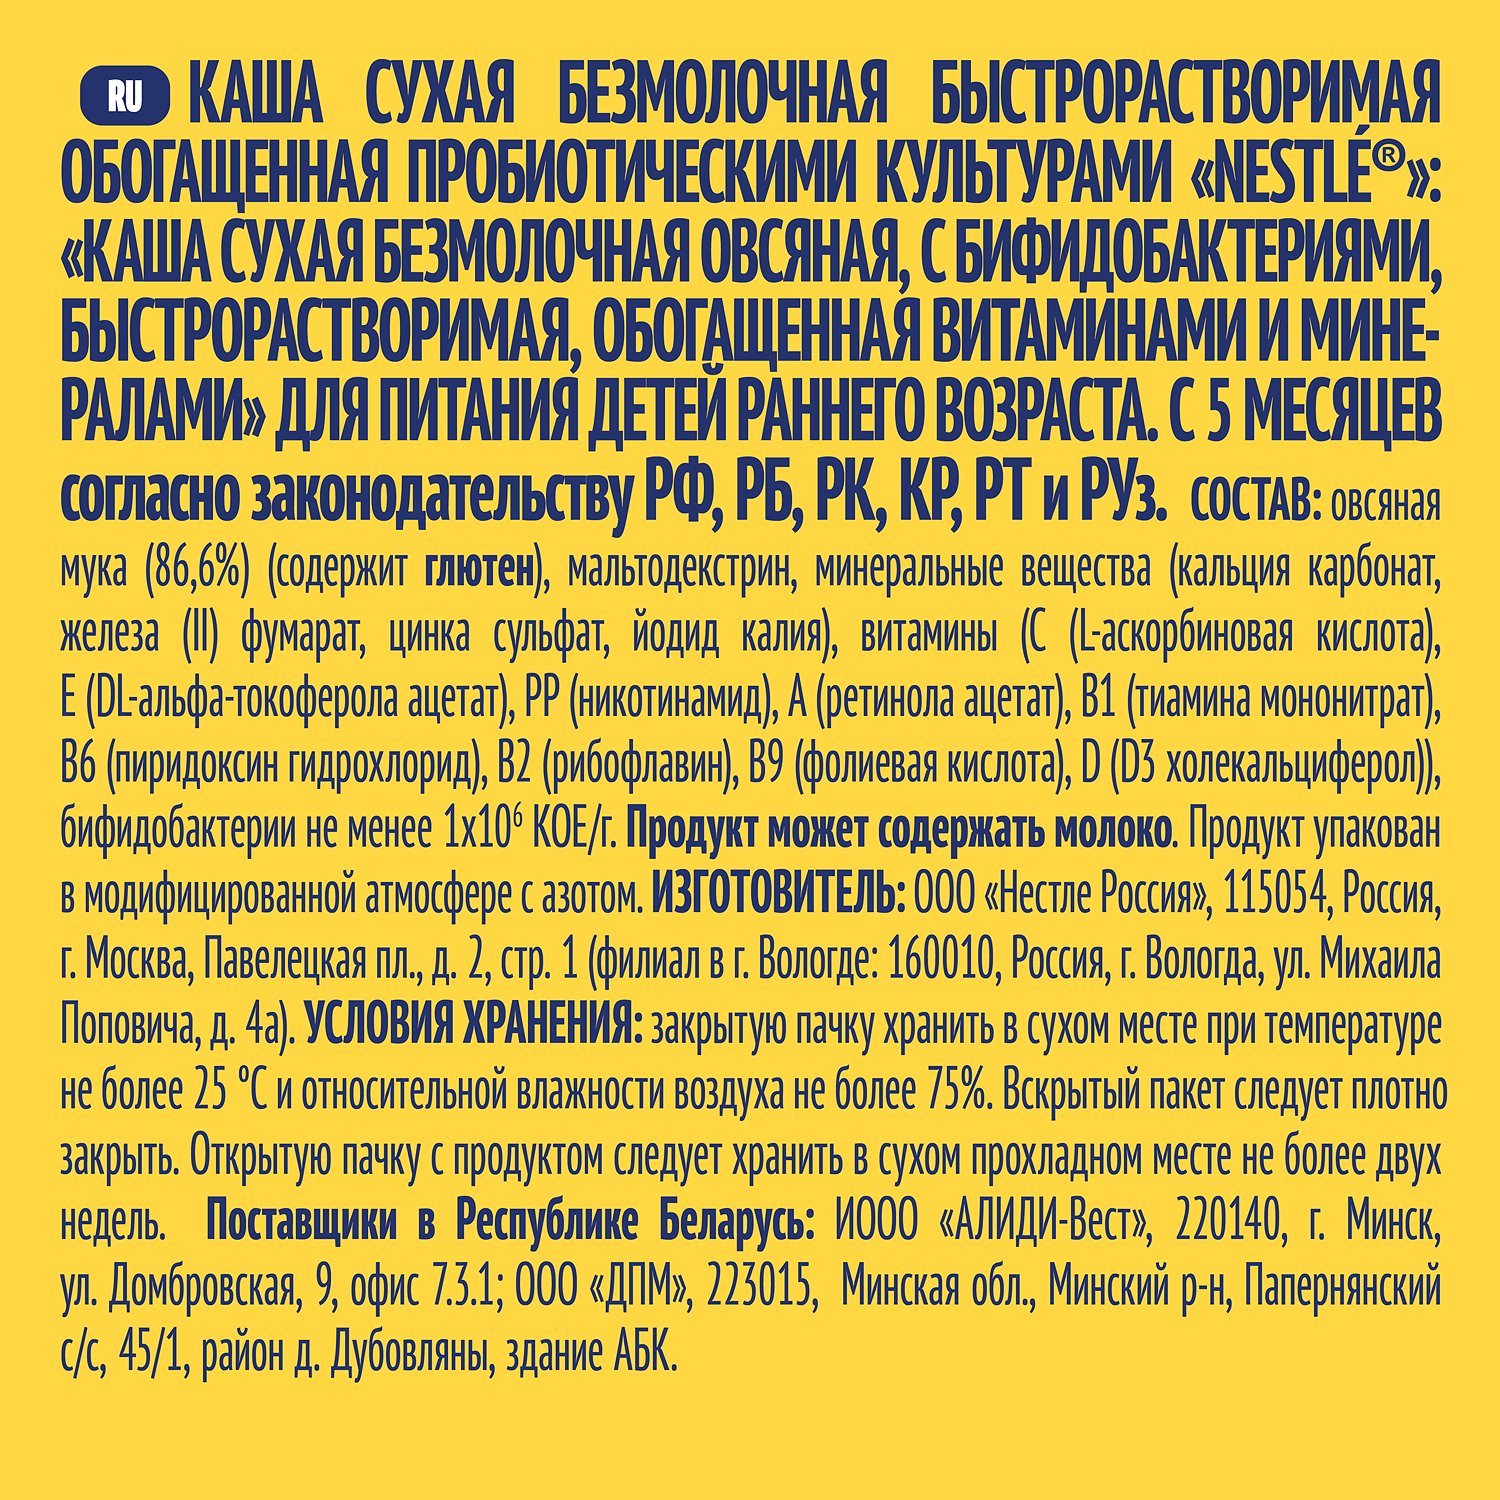 RU КАША СУХАЯ БЕЗМОЛОЧНАЯ БЫСТРОРАСТВОРИМАЯ
ОБОГАЩЕННАЯ ПРОБИОТИЧЕСКИМИ КУЛЬТУРАМИ «NESTLÉ®»:
«КАША СУХАЯ БЕЗМОЛОЧНАЯ ОВСЯНАЯ, С БИФИДОБАКТЕРИЯМИ,
БЫСТРОРАСТВОРИМАЯ, ОБОГАЩЕННАЯ ВИТАМИНАМИ И МИНЕ-
РАЛАМИ» ДЛЯ ПИТАНИЯ ДЕТЕЙ РАННЕГО ВОЗРАСТА. С 5 МЕСЯЦЕВ
согласно законодательству РФ, РБ, РК, КР, РТ и РУз. СОСТАВ: овсяная
мука (86,6%) (содержит глютен), мальтодекстрин, минеральные вещества (кальция карбонат,
железа (II) фумарат, цинка сульфат, йодид калия), витамины (C (L-аскорбиновая кислота),
E (DL-альфа-токоферола ацетат), PP (никотинамид), A (ретинола ацетат), B1 (тиамина мононитрат),
B6 (пиридоксин гидрохлорид), B2 (рибофлавин), B9 (фолиевая кислота), D (D3 холекальциферол)),
бифидобактерии не менее 1x10⁶ КОЕ/г. Продукт может содержать молоко. Продукт упакован
в модифицированной атмосфере с азотом. ИЗГОТОВИТЕЛЬ: ООО «Нестле Россия», 115054, Россия,
г. Москва, Павелецкая пл., д. 2, стр. 1 (филиал в г. Вологде: 160010, Россия, г. Вологда, ул. Михаила
Поповича, д. 4а). УСЛОВИЯ ХРАНЕНИЯ: закрытую пачку хранить в сухом месте при температуре
не более 25 °C и относительной влажности воздуха не более 75%. Вскрытый пакет следует плотно
закрыть. Открытую пачку с продуктом следует хранить в сухом прохладном месте не более двух
недель. Поставщики в Республике Беларусь: ИООО «АЛИДИ-Вест», 220140, г. Минск,
ул. Домбровская, 9, офис 7.3.1; ООО «ДПМ», 223015, Минская обл., Минский р-н, Папернянский
с/с, 45/1, район д. Дубовляны, здание АБК.